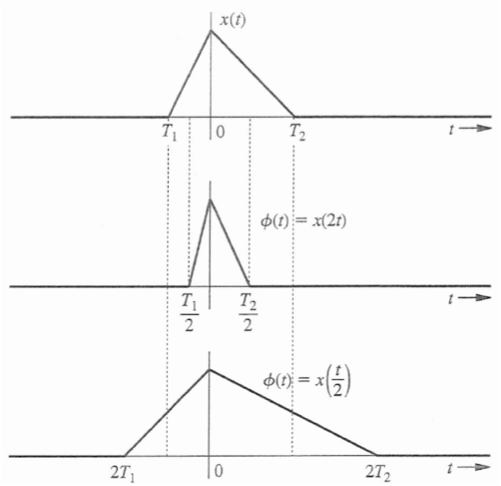 x(t)
T₁ 0 T₂ t
ϕ(t) = x(2t)
T₁/2 T₂/2 t
ϕ(t) = x(t/2)
2T₁ 0 2T₂ t